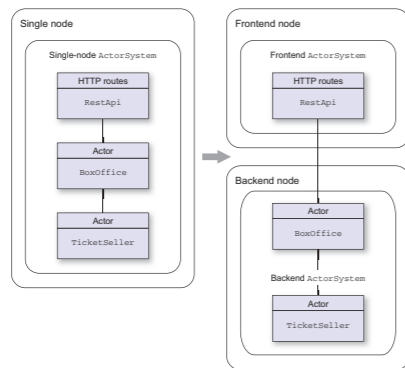 Single node
Single-node ActorSystem
HTTP routes
RestApi
Actor
BoxOffice
Actor
TicketSeller
Frontend node
Frontend ActorSystem
HTTP routes
RestApi
Backend node
Actor
BoxOffice
Backend ActorSystem
Actor
TicketSeller